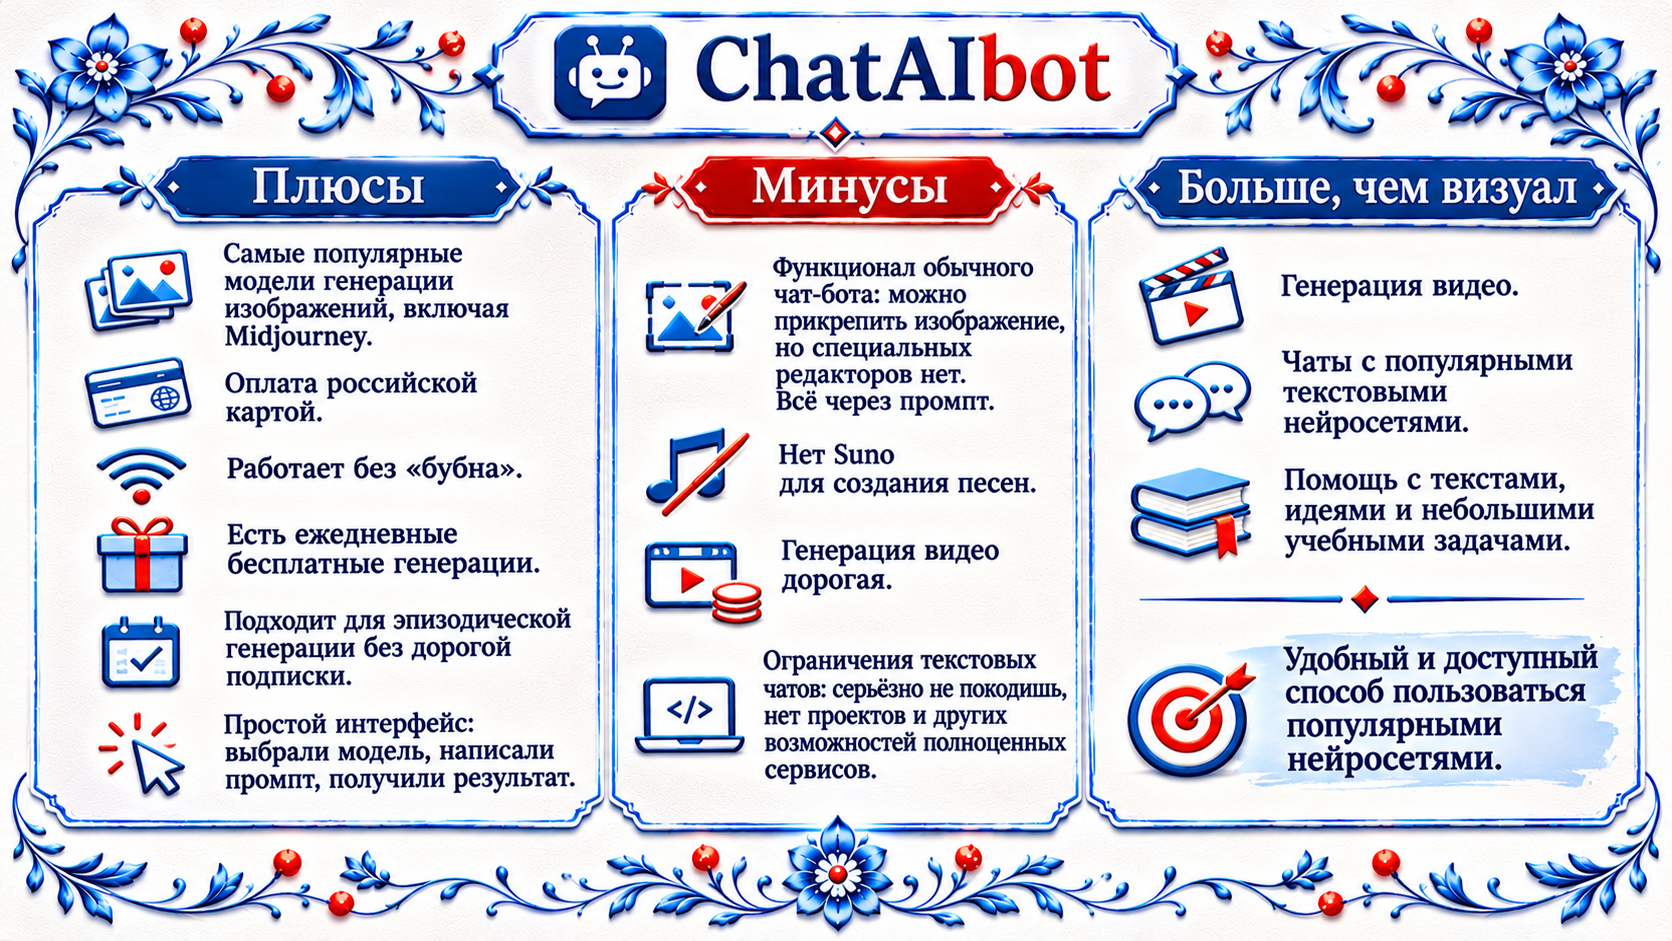 ChatAIbot
Плюсы
Самые популярные
модели генерации
изображений, включая
Midjourney.
Оплата российской
картой.
Работает без «бубна».
Есть ежедневные
бесплатные генерации.
Подходит для эпизодической
генерации без дорогой
подписки.
Простой интерфейс:
выбрали модель, написали
промпт, получили результат.
Минусы
Функционал обычного
чат-бота: можно
прикрепить изображение,
но специальных
редакторов нет.
Всё через промпт.
Нет Suno
для создания песен.
Генерация видео
дорогая.
Ограничения текстовых
чатов: серьёзно не покодишь,
нет проектов и других
возможностей полноценных
сервисов.
</>
Больше, чем визуал
Генерация видео.
Чаты с популярными
текстовыми
нейросетями.
Помощь с текстами,
идеями и небольшими
учебными задачами.
Удобный и доступный
способ пользоваться
популярными
нейросетями.